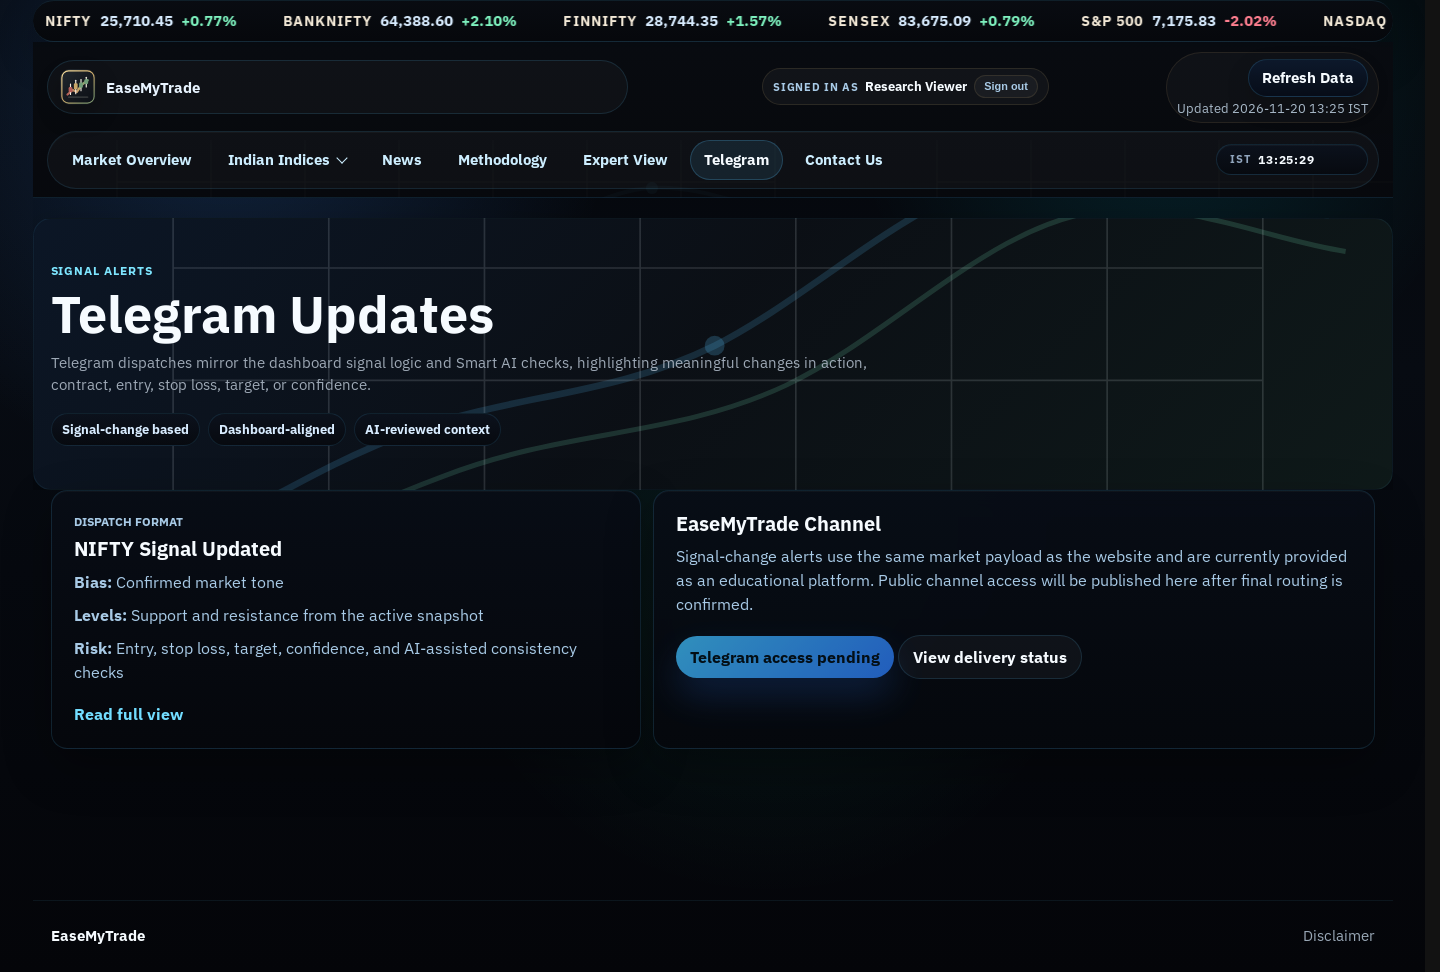 NIFTY 25,710.45 +0.77% BANKNIFTY 64,388.60 +2.10% FINNIFTY 28,744.35 +1.57% SENSEX 83,675.09 +0.79% S&P 500 7,175.83 -2.02% NASDAQ
EaseMyTrade
SIGNED IN AS Research Viewer Sign out
Refresh Data
Updated 2026-11-20 13:25 IST
Market Overview Indian Indices News Methodology Expert View Telegram Contact Us IST 13:25:29
SIGNAL ALERTS
Telegram Updates
Telegram dispatches mirror the dashboard signal logic and Smart AI checks, highlighting meaningful changes in action,
contract, entry, stop loss, target, or confidence.
Signal-change based Dashboard-aligned AI-reviewed context
DISPATCH FORMAT
NIFTY Signal Updated
Bias: Confirmed market tone
Levels: Support and resistance from the active snapshot
Risk: Entry, stop loss, target, confidence, and AI-assisted consistency
checks
Read full view
EaseMyTrade Channel
Signal-change alerts use the same market payload as the website and are currently provided
as an educational platform. Public channel access will be published here after final routing is
confirmed.
Telegram access pending View delivery status
EaseMyTrade Disclaimer